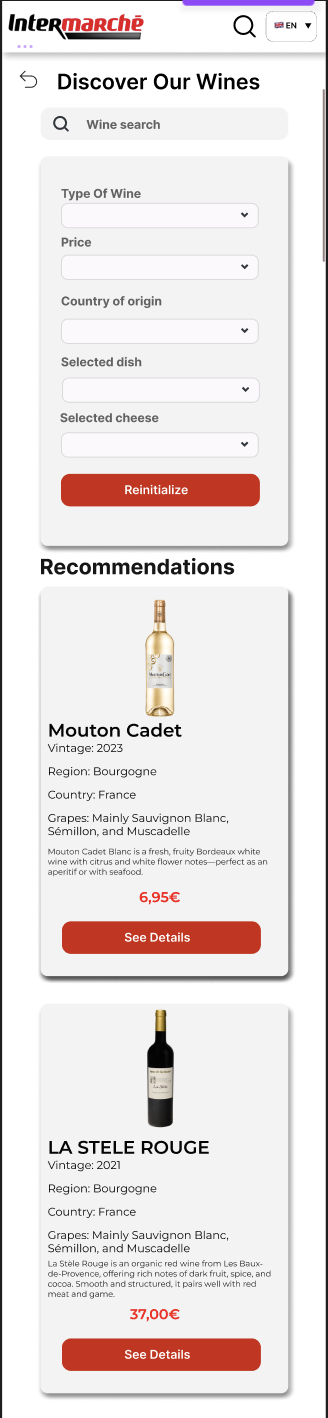 Intermarchē
EN
Discover Our Wines
Wine search
Type Of Wine
Price
Country of origin
Selected dish
Selected cheese
Reinitialize
Recommendations
Mouton Cadet
Mouton Cadet
Vintage: 2023
Region: Bourgogne
Country: France
Grapes: Mainly Sauvignon Blanc,
Sémillon, and Muscadelle
Mouton Cadet Blanc is a fresh, fruity Bordeaux white
wine with citrus and white flower notes—perfect as an
aperitif or with seafood.
6,95€
See Details
LA STELE ROUGE
Vintage: 2021
Region: Bourgogne
Country: France
Grapes: Mainly Sauvignon Blanc,
Sémillon, and Muscadelle
La Stèle Rouge is an organic red wine from Les Baux-
de-Provence, offering rich notes of dark fruit, spice, and
cocoa. Smooth and structured, it pairs well with red
meat and game.
37,00€
See Details